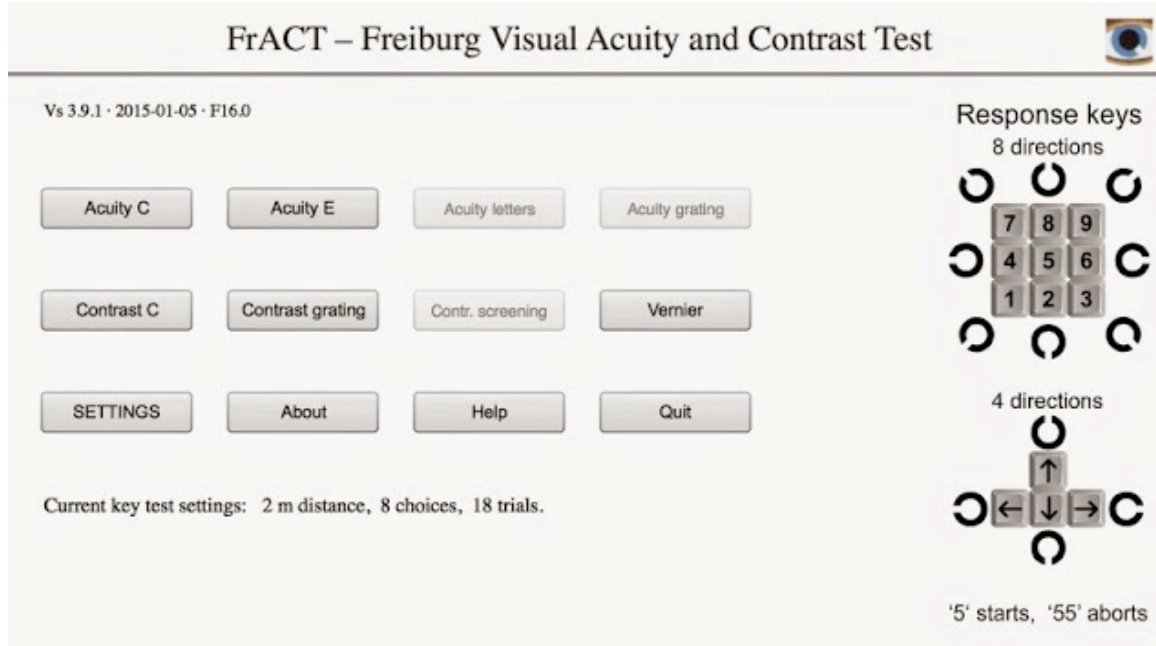 FrACT – Freiburg Visual Acuity and Contrast Test
Vs 3.9.1 · 2015-01-05 · F16.0
Acuity C
Acuity E
Acuity letters
Acuity grating
Contrast C
Contrast grating
Contr. screening
Vernier
SETTINGS
About
Help
Quit
Current key test settings: 2 m distance, 8 choices, 18 trials.
Response keys
8 directions
7 8 9
4 5 6
1 2 3
4 directions
↑
← ↓ →
‘5‘ starts, ‘55’ aborts